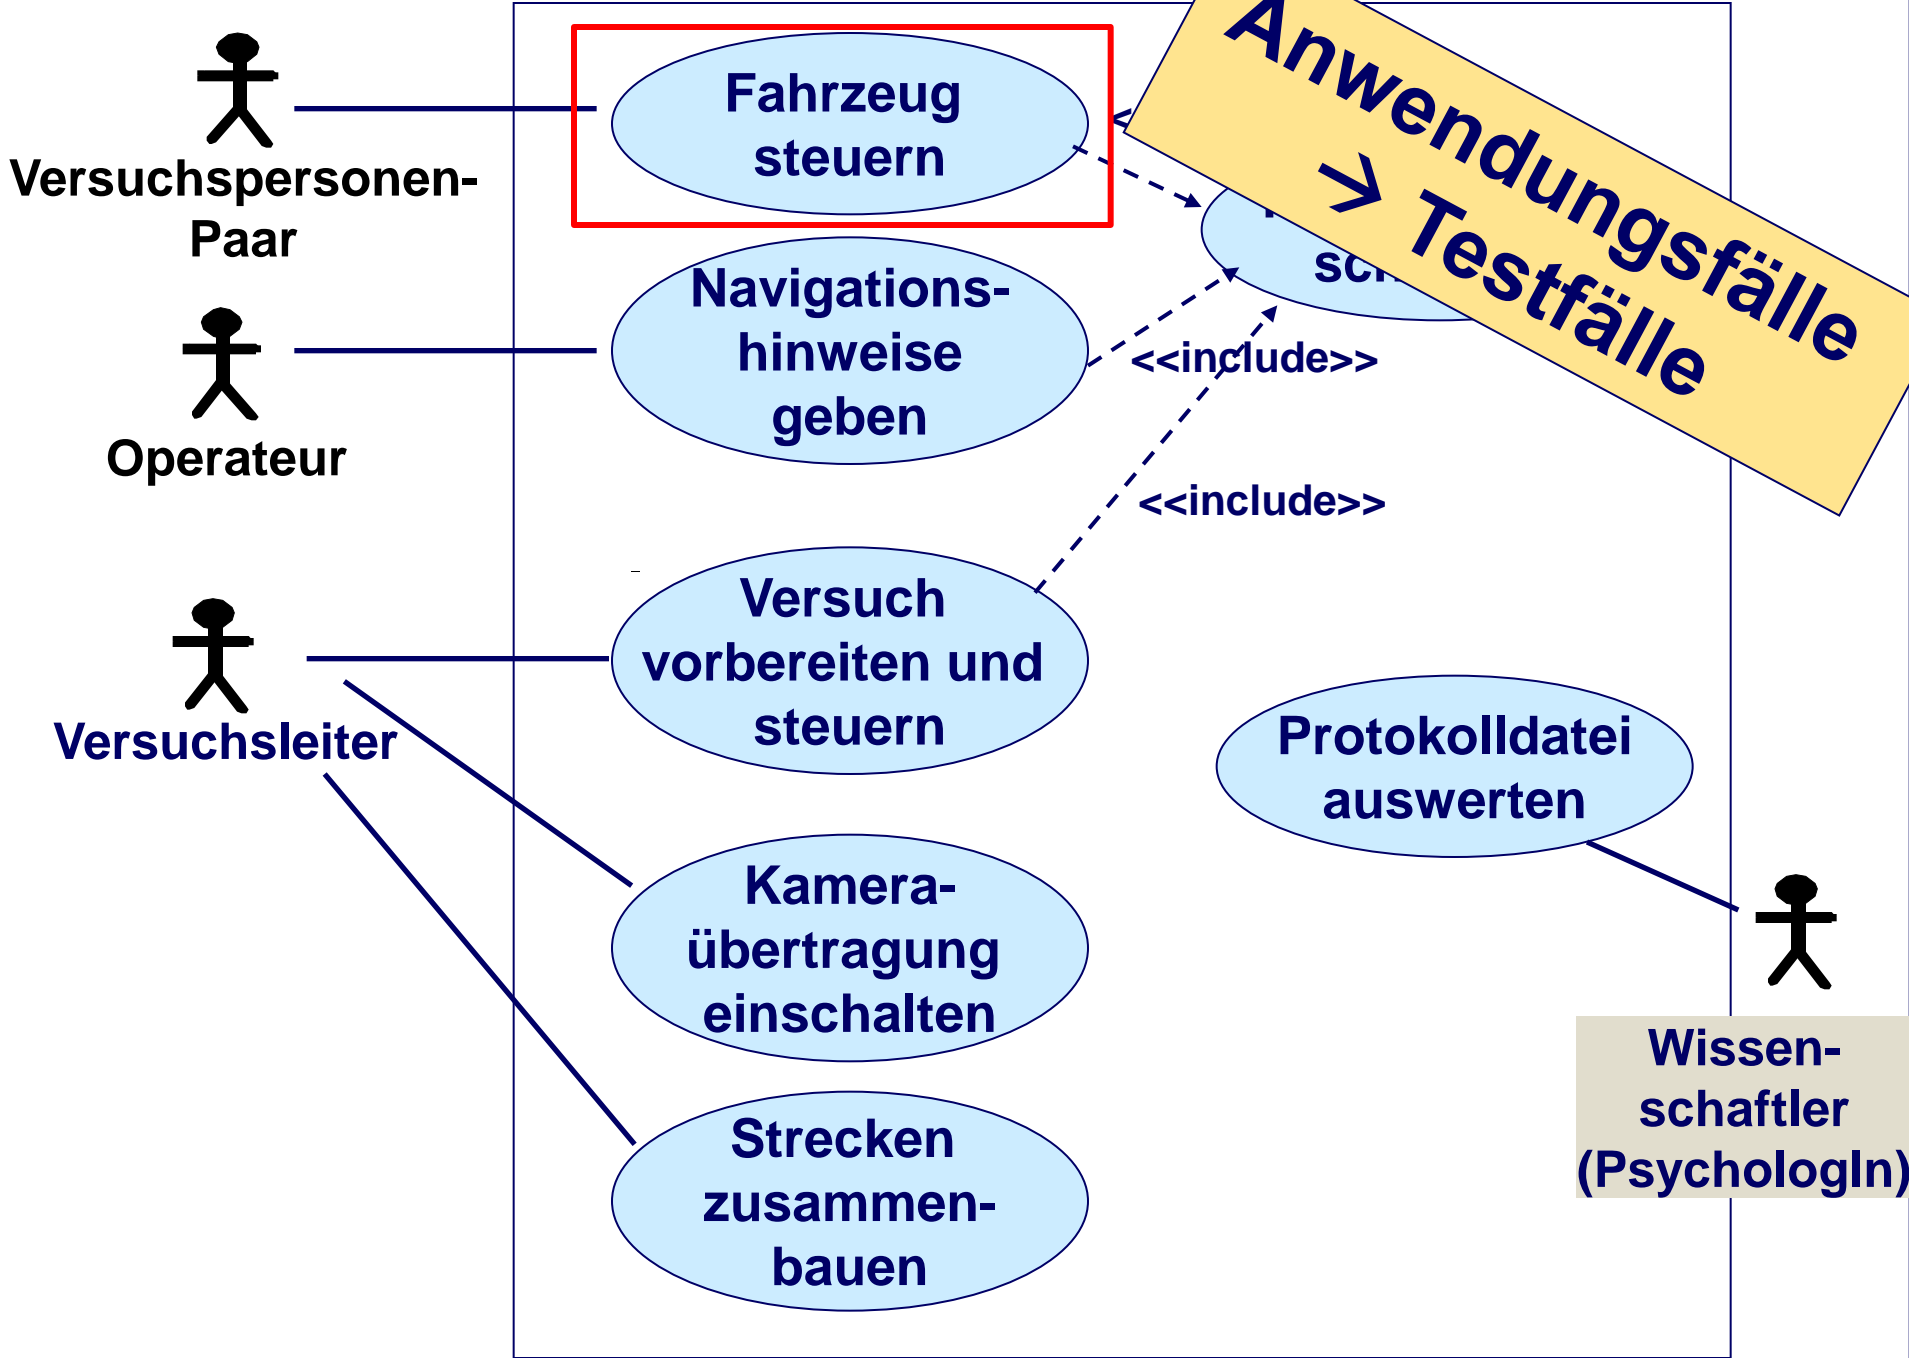 Fahrzeug
steuern
Versuchspersonen-
Paar
Anwendungsfälle
→ Testfälle
Navigations-
hinweise
geben
Operateur
<<include>>
<<include>>
Versuch
vorbereiten und
steuern
Versuchsleiter
Protokolldatei
auswerten
Kamera-
übertragung
einschalten
Wissen-
schaftler
(PsychologIn)
Strecken
zusammen-
bauen